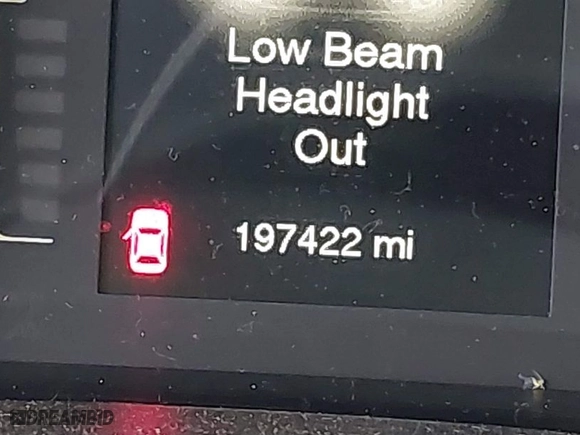 Low Beam
Headlight
Out
197422 mi
DREAMBID